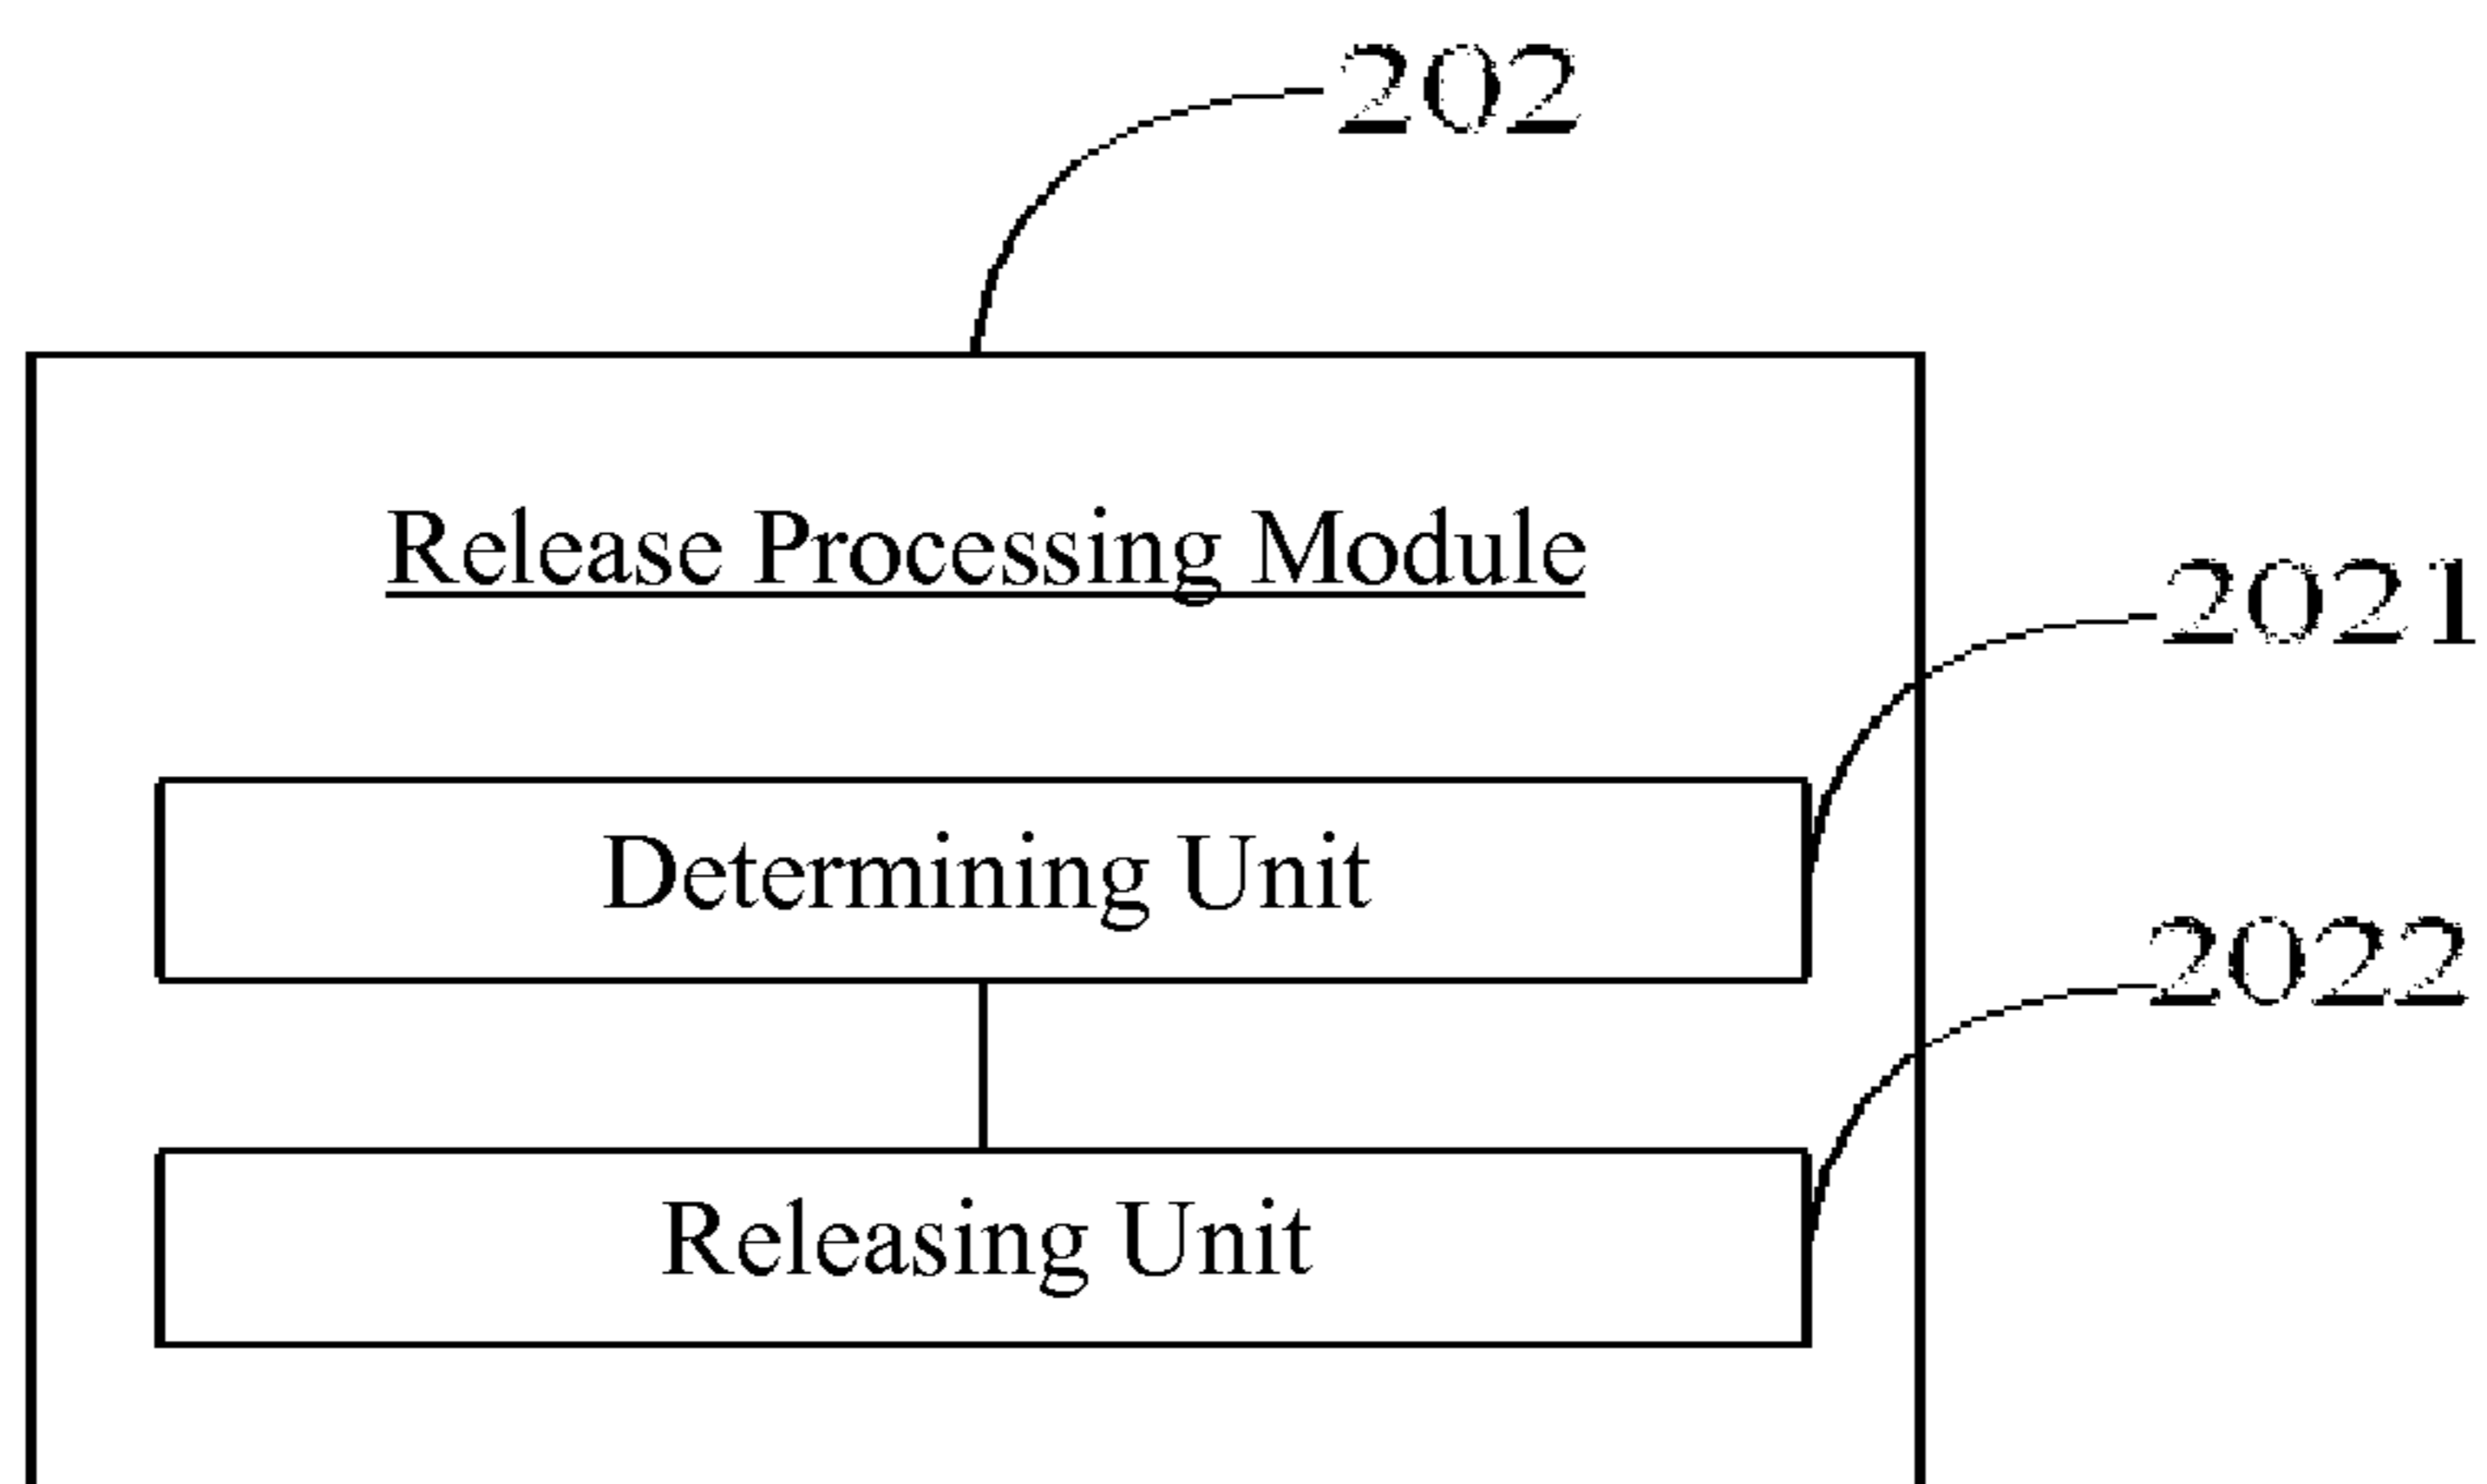 202
Release Processing Module
2021
Determining Unit
2022
Releasing Unit